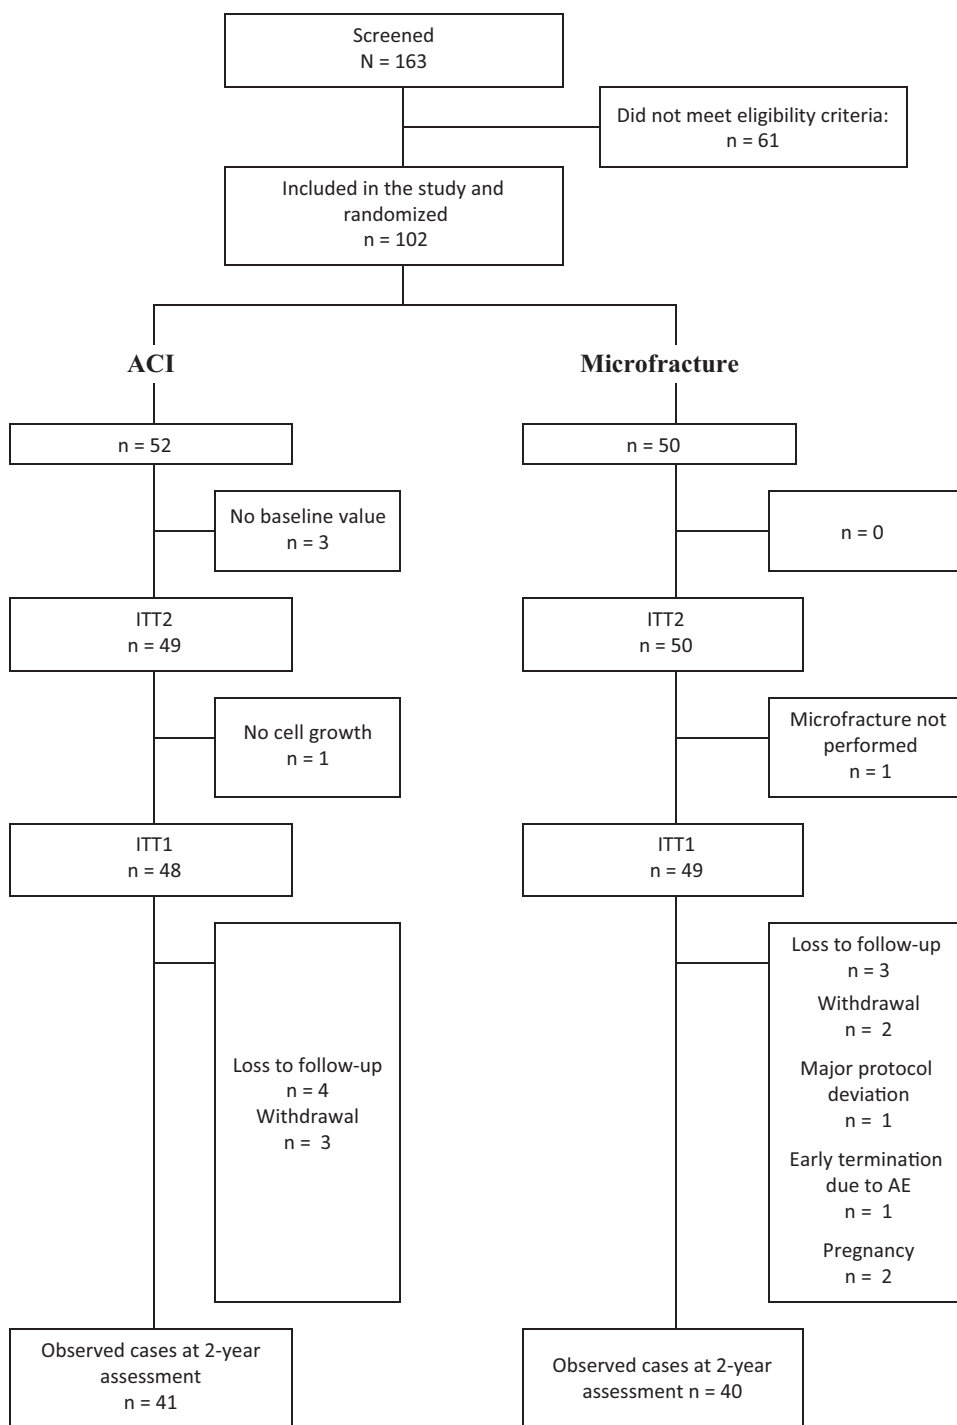 Screened
N = 163
Did not meet eligibility criteria:
n = 61
Included in the study and
randomized
n = 102
ACI
Microfracture
n = 52
n = 50
No baseline value
n = 3
n = 0
ITT2
n = 49
ITT2
n = 50
No cell growth
n = 1
Microfracture not
performed
n = 1
ITT1
n = 48
ITT1
n = 49
Loss to follow-up
n = 4
Withdrawal
n = 3
Loss to follow-up
n = 3
Withdrawal
n = 2
Major protocol
deviation
n = 1
Early termination
due to AE
n = 1
Pregnancy
n = 2
Observed cases at 2-year
assessment
n = 41
Observed cases at 2-year
assessment n = 40